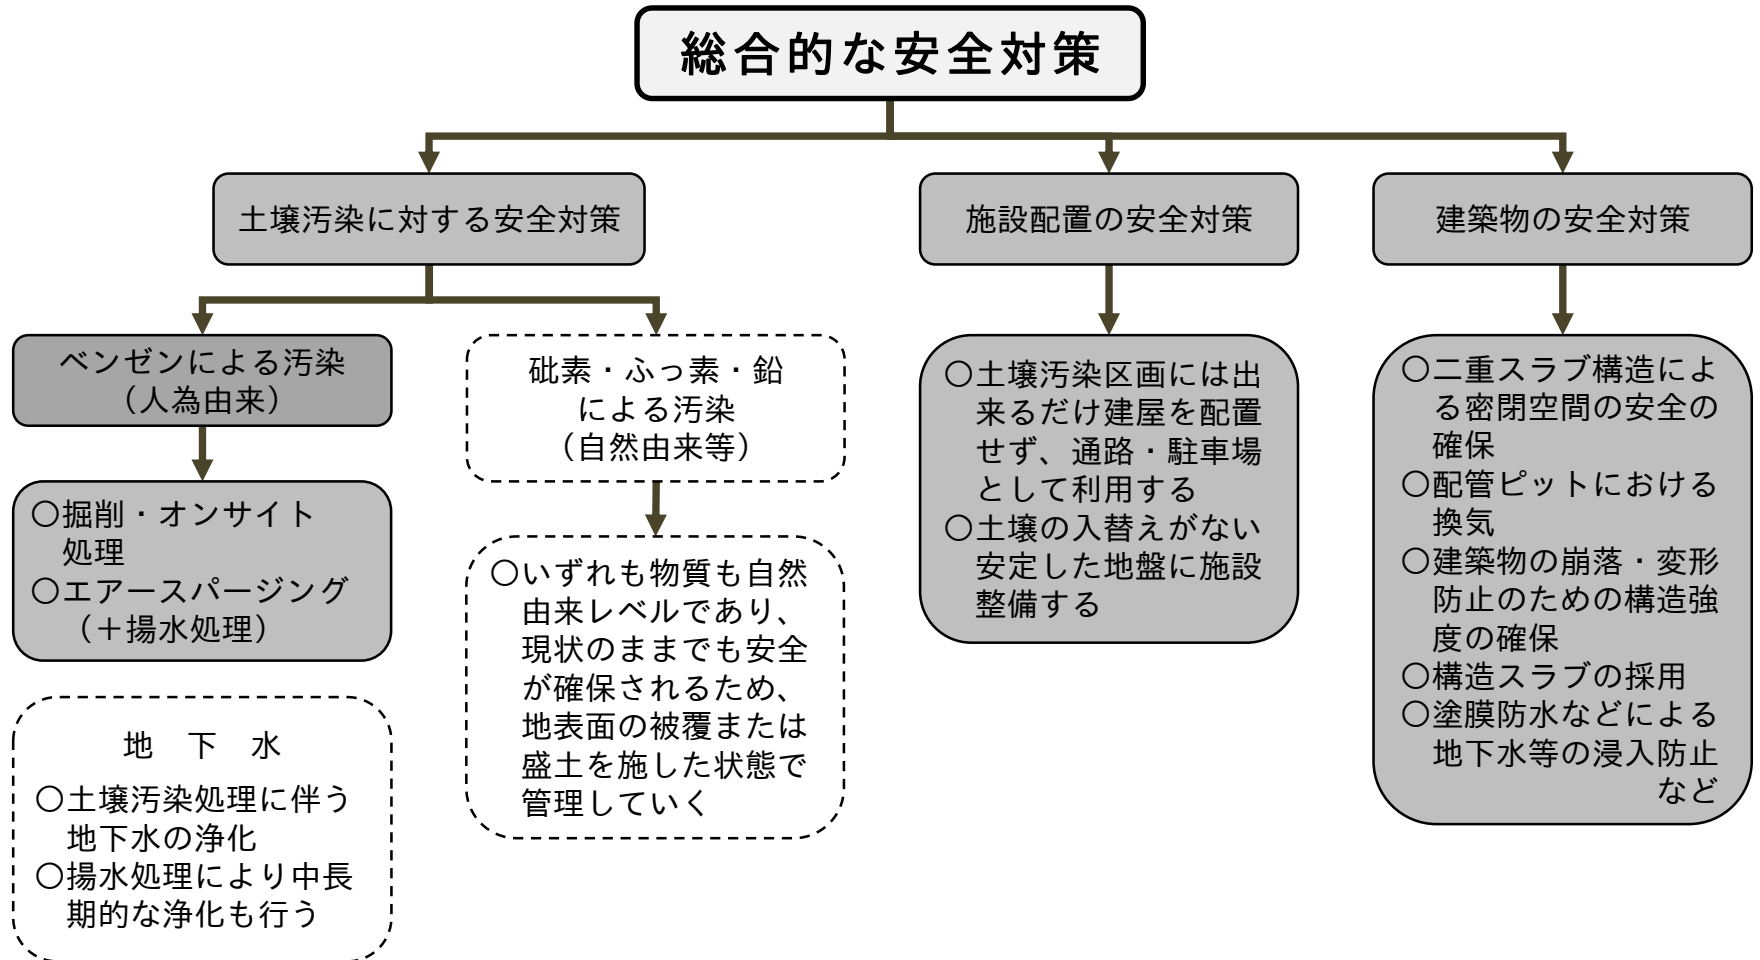 総合的な安全対策
土壌汚染に対する安全対策
施設配置の安全対策
建築物の安全対策
ベンゼンによる汚染
（人為由来）
〇掘削・オンサイト
処理
〇エアースパージング
（＋揚水処理）
地　下　水
〇土壌汚染処理に伴う
地下水の浄化
〇揚水処理により中長
期的な浄化も行う
砒素・ふっ素・鉛
による汚染
（自然由来等）
〇いずれも物質も自然
由来レベルであり、
現状のままでも安全
が確保されるため、
地表面の被覆または
盛土を施した状態で
管理していく
〇土壌汚染区画には出
来るだけ建屋を配置
せず、通路・駐車場
として利用する
〇土壌の入替えがない
安定した地盤に施設
整備する
〇二重スラブ構造によ
る密閉空間の安全の
確保
〇配管ピットにおける
換気
〇建築物の崩落・変形
防止のための構造強
度の確保
〇構造スラブの採用
〇塗膜防水などによる
地下水等の浸入防止
など